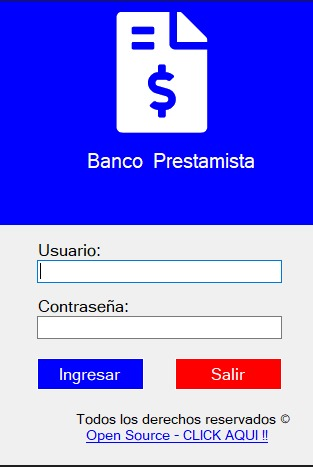 $
Banco Prestamista
Usuario:
Contraseña:
Ingresar
Salir
Todos los derechos reservados ©
Open Source - CLICK AQUI !!